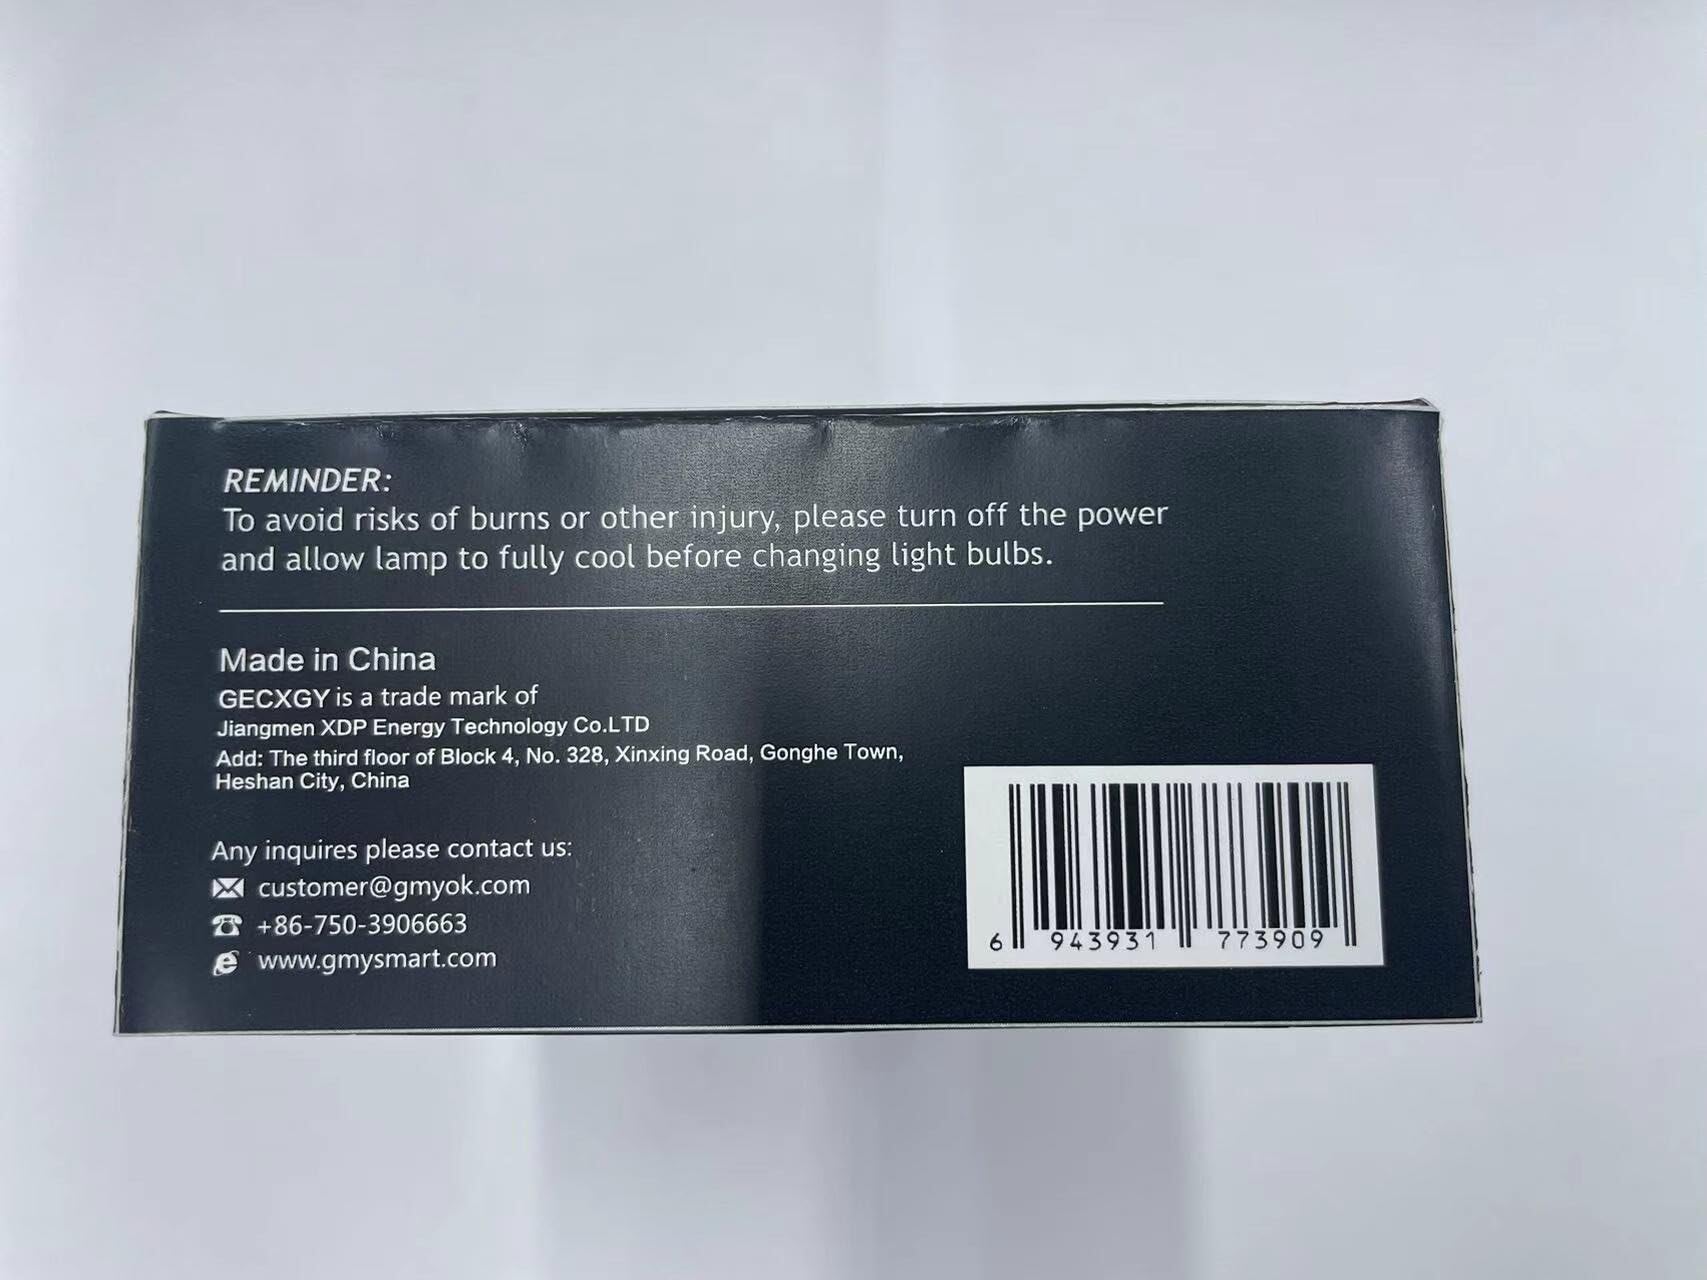 REMINDER:
To avoid risks of burns or other injury, please turn off the power
and allow lamp to fully cool before changing light bulbs.
Made in China
GECXGY is a trade mark of
Jiangmen XDP Energy Technology Co.LTD
Add: The third floor of Block 4, No. 328, Xinxing Road, Gonghe Town,
Heshan City, China
Any inquires please contact us:
customer@gmyok.com
+86-750-3906663
www.gmysmart.com
6 943931 773909